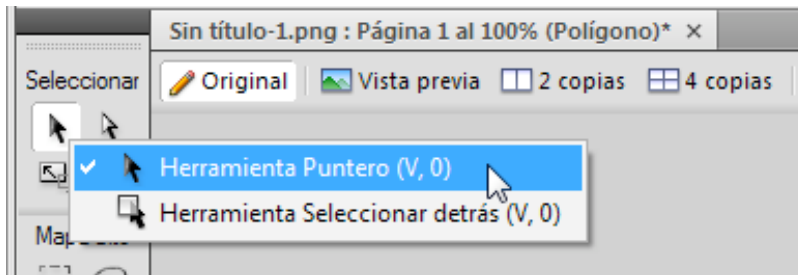 Sin título-1.png : Página 1 al 100% (Polígono)* ×
Seleccionar Original Vista previa 2 copias 4 copias
Herramienta Puntero (V, 0)
Herramienta Seleccionar detrás (V, 0)